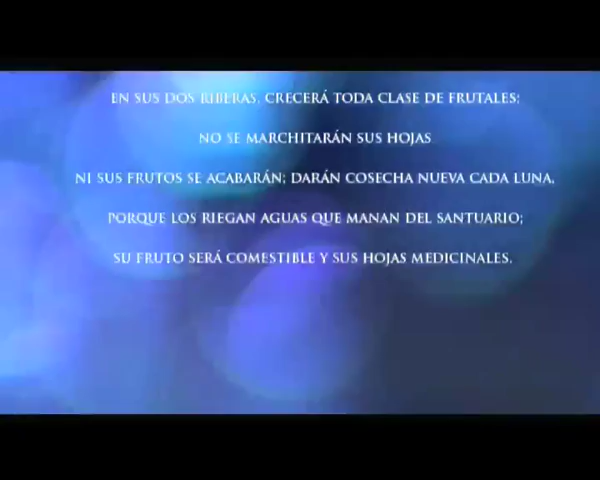 EN SUS DOS RIBERAS, CRECERÁ TODA CLASE DE FRUTALES;
NO SE MARCHITARÁN SUS HOJAS
NI SUS FRUTOS SE ACABARÁN; DARÁN COSECHA NUEVA CADA LUNA,
PORQUE LOS RIEGAN AGUAS QUE MANAN DEL SANTUARIO;
SU FRUTO SERÁ COMESTIBLE Y SUS HOJAS MEDICINALES.